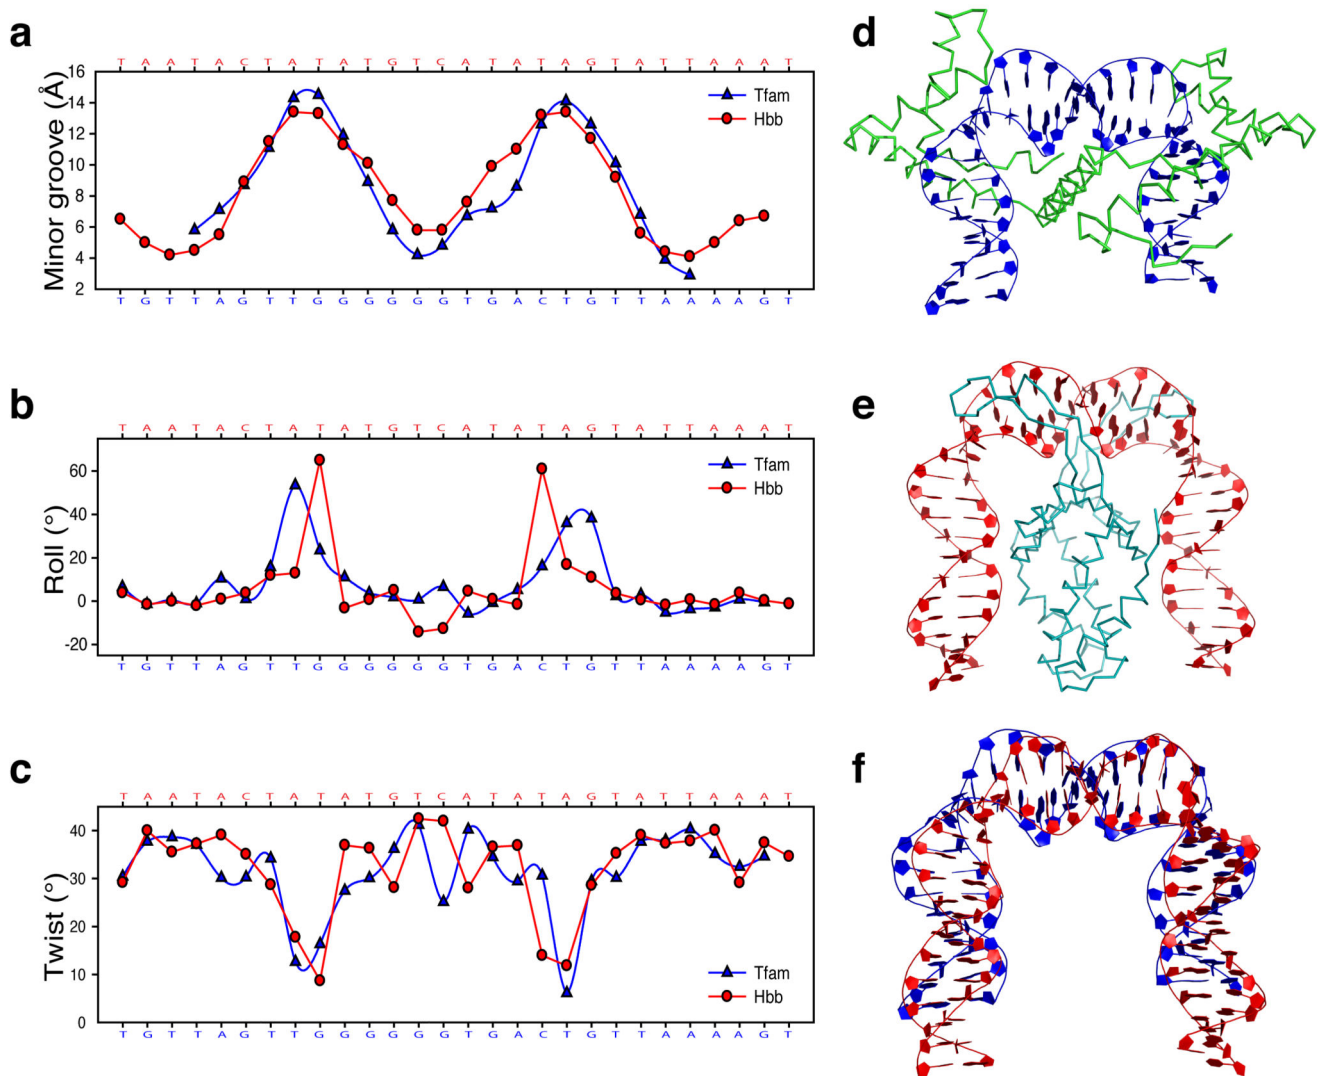 a
T A A T A C T A T A T G T C A T A T A G T A T T A A A T
Minor groove (Å)
16
14
12
10
8
6
4
2
Tfam
Hbb
T G T T A G T T G G G G G G T G A C T G T T A A A A G T
b
T A A T A C T A T A T G T C A T A T A G T A T T A A A T
Roll (°)
60
40
20
0
-20
Tfam
Hbb
T G T T A G T T G G G G G G T G A C T G T T A A A A G T
c
T A A T A C T A T A T G T C A T A T A G T A T T A A A T
Twist (°)
40
30
20
10
0
Tfam
Hbb
T G T T A G T T G G G G G G T G A C T G T T A A A A G T
d
e
f